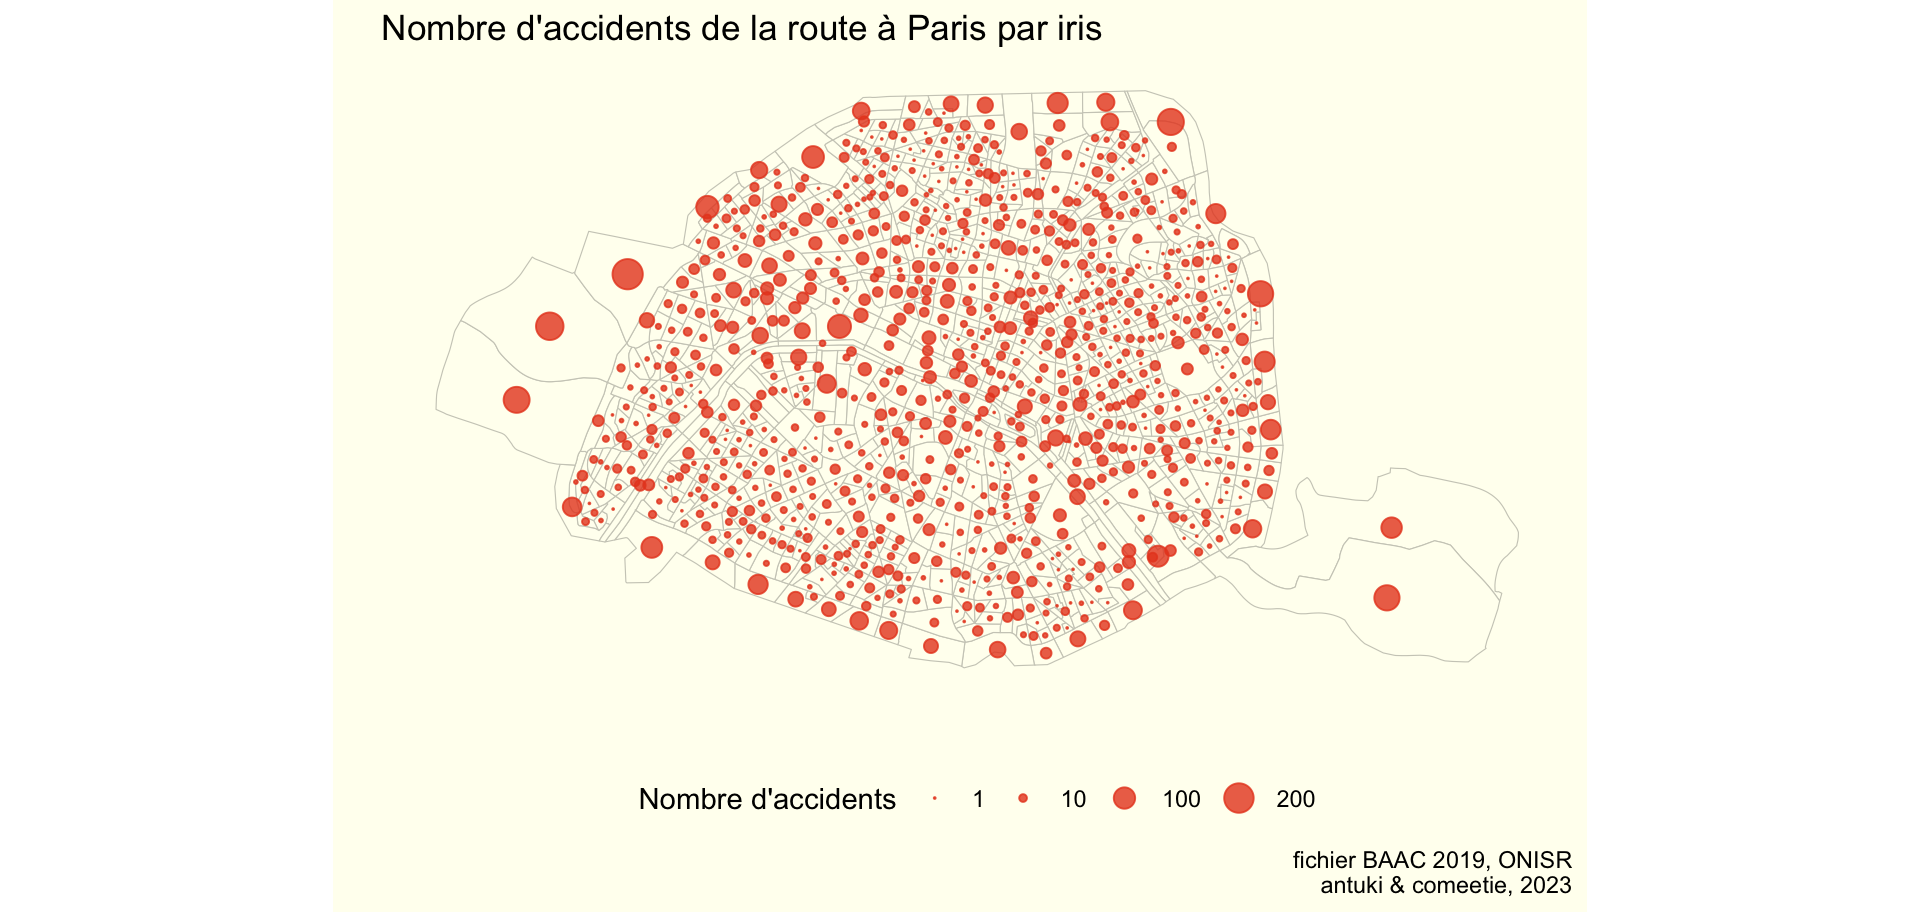 Nombre d'accidents de la route à Paris par iris
Nombre d'accidents 1 10 100 200
fichier BAAC 2019, ONISR
antuki & comeetie, 2023